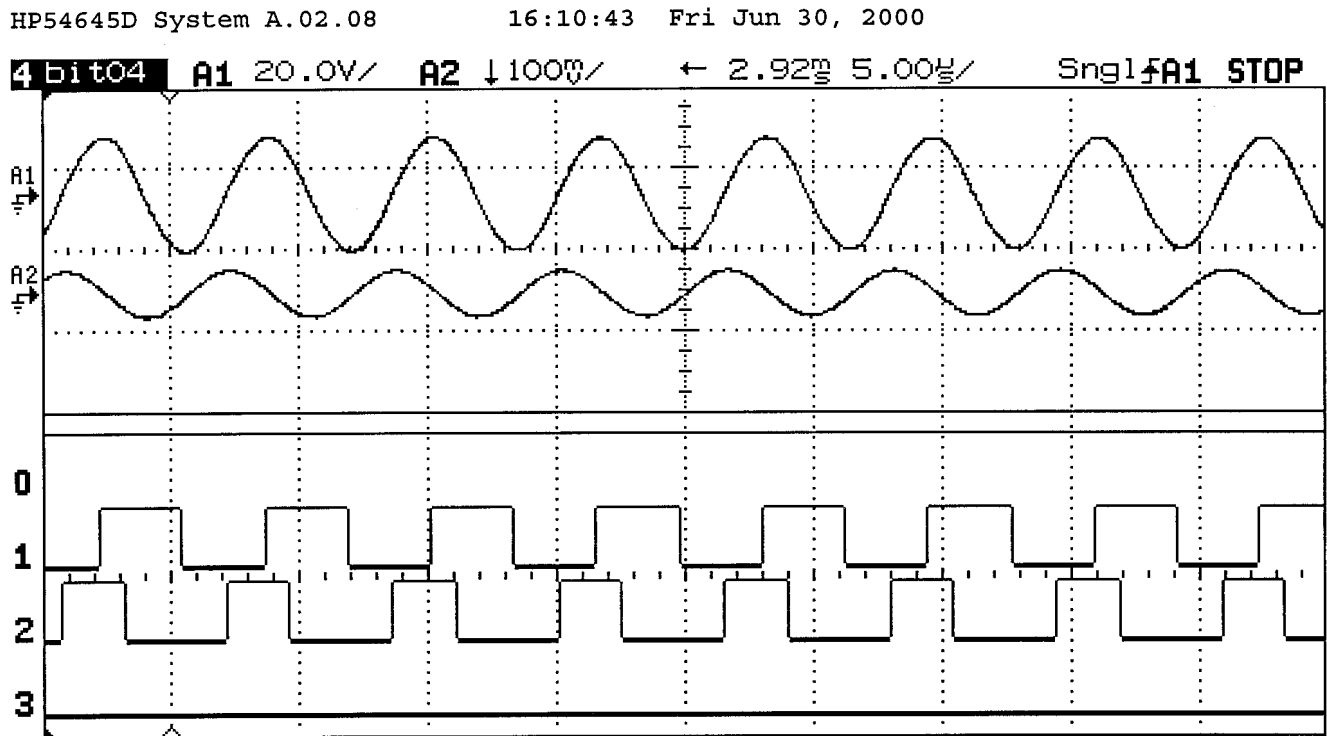 HP54645D System A.02.08 16:10:43 Fri Jun 30, 2000
4 bit04 A1 20.0V/ A2 ↓100mV/ ← 2.92ms 5.00µs/ Sngl A1 STOP
A1
A2
0
1
2
3